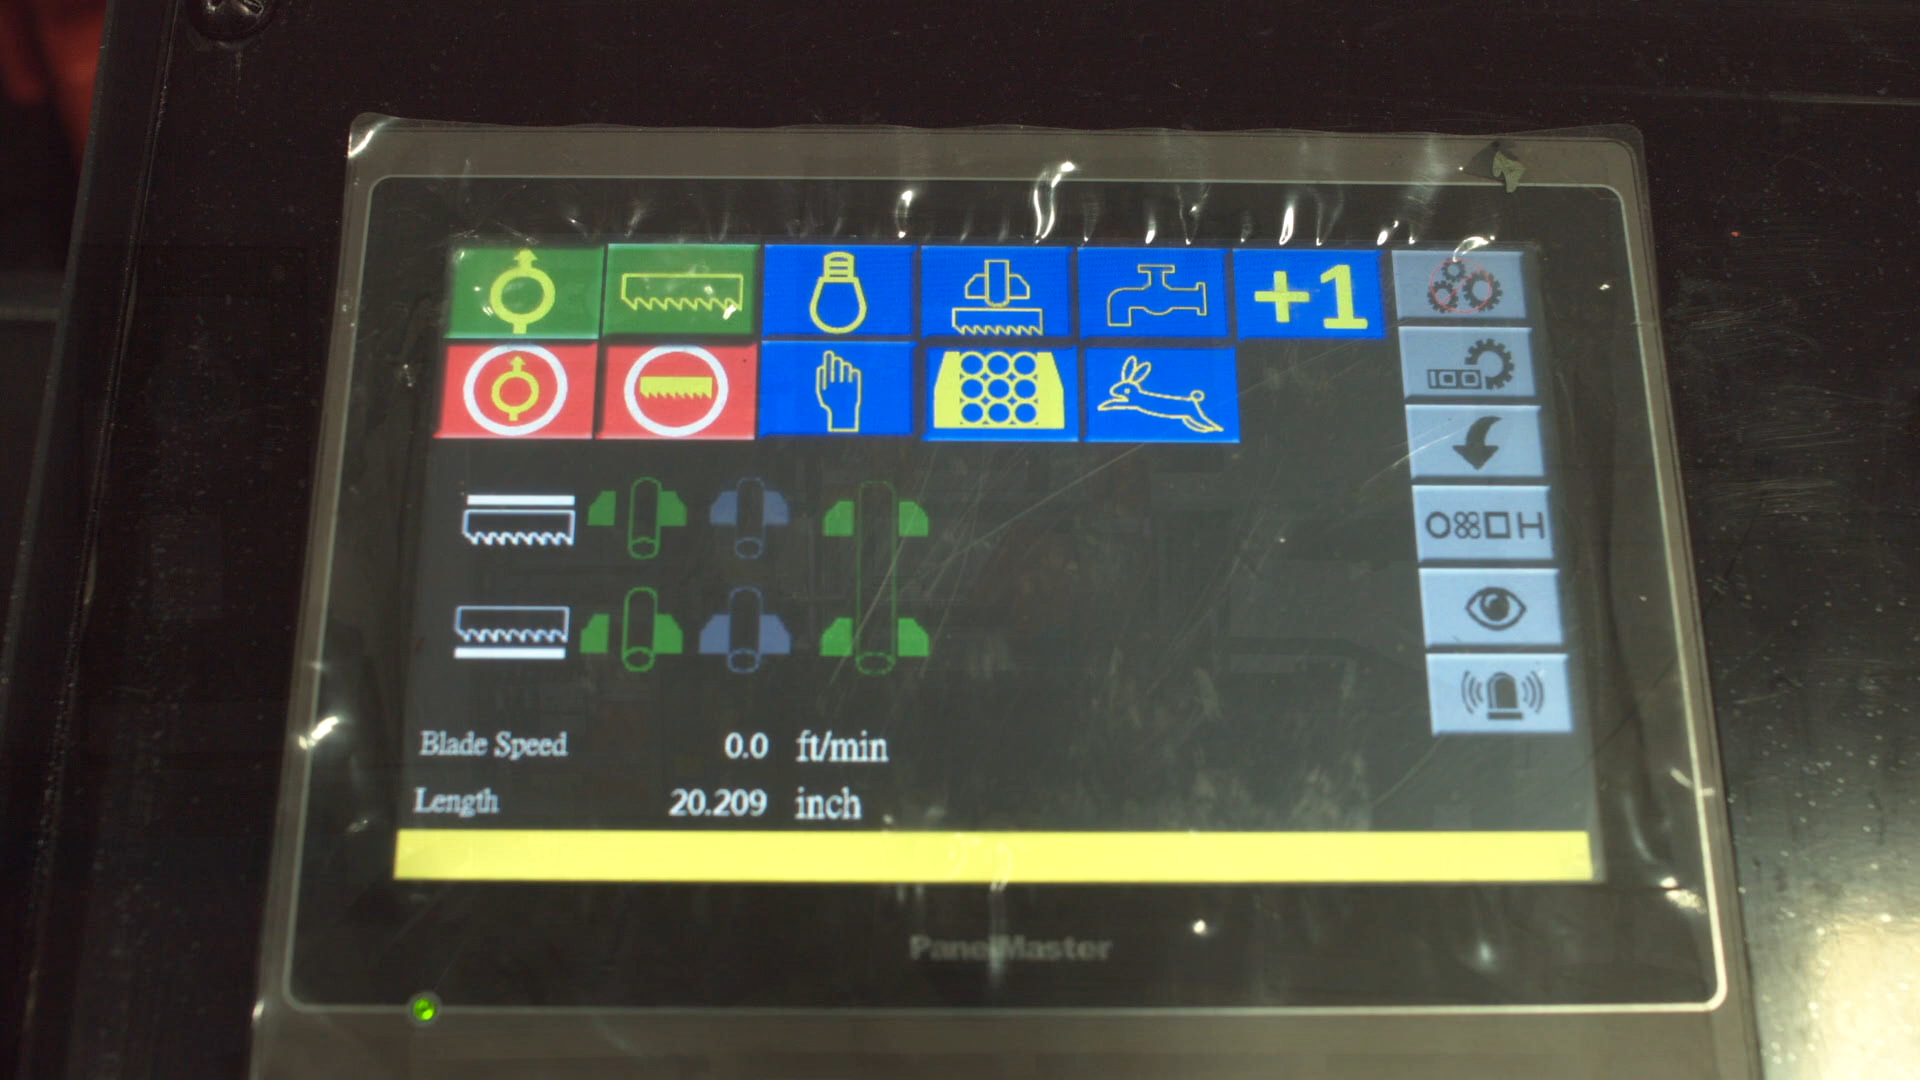 +1
100
Blade Speed 0.0 ft/min
Length 20.209 inch
PanelMaster